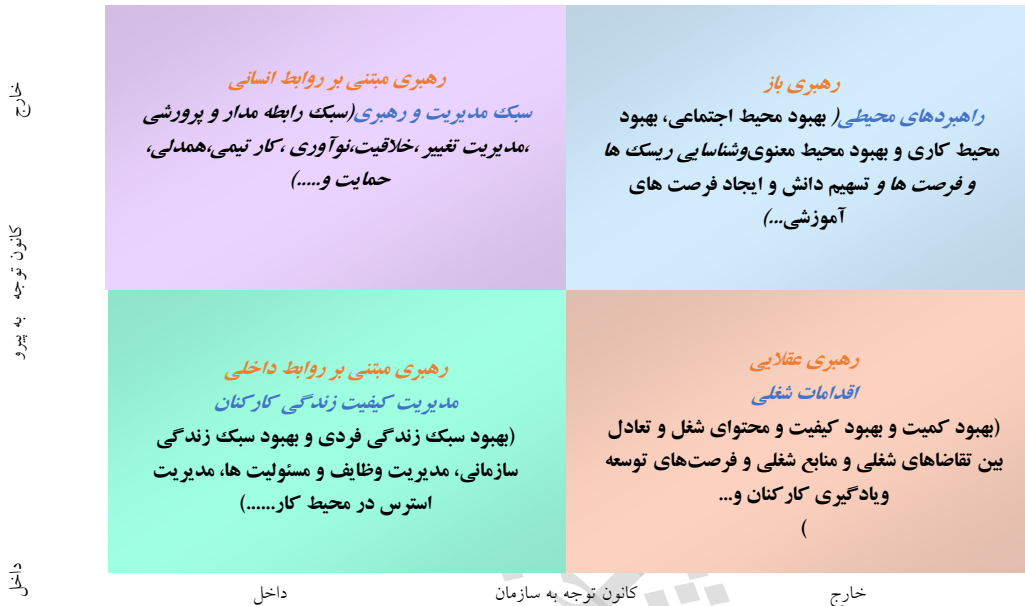 رهبری باز
راهبردهای محیطی( بهبود محیط اجتماعی، بهبود
محیط کاری و بهبود محیط معنوی‌وشناسایی ریسک ها
و فرصت ها و تسهیم دانش و ایجاد فرصت های
آموزشی...)
رهبری مبتنی بر روابط انسانی
سبک مدیریت و رهبری(سبک رابطه مدار و پرورشی
،مدیریت تغییر ،خلاقیت،نوآوری ،کار تیمی،همدلی،
حمایت و.....)
رهبری عقلایی
اقدامات شغلی
(بهبود کمیت و بهبود کیفیت و محتوای شغل و تعادل
بین تقاضاهای شغلی و منابع شغلی و فرصت‌های توسعه
ویادگیری کارکنان و...
)
رهبری مبتنی بر روابط داخلی
مدیریت کیفیت زندگی کارکنان
(بهبود سبک زندگی فردی و بهبود سبک زندگی
سازمانی، مدیریت وظایف و مسئولیت ها، مدیریت
استرس در محیط کار......)
خارج
کانون توجه به پیرو
داخل
خارج
کانون توجه به سازمان
داخل